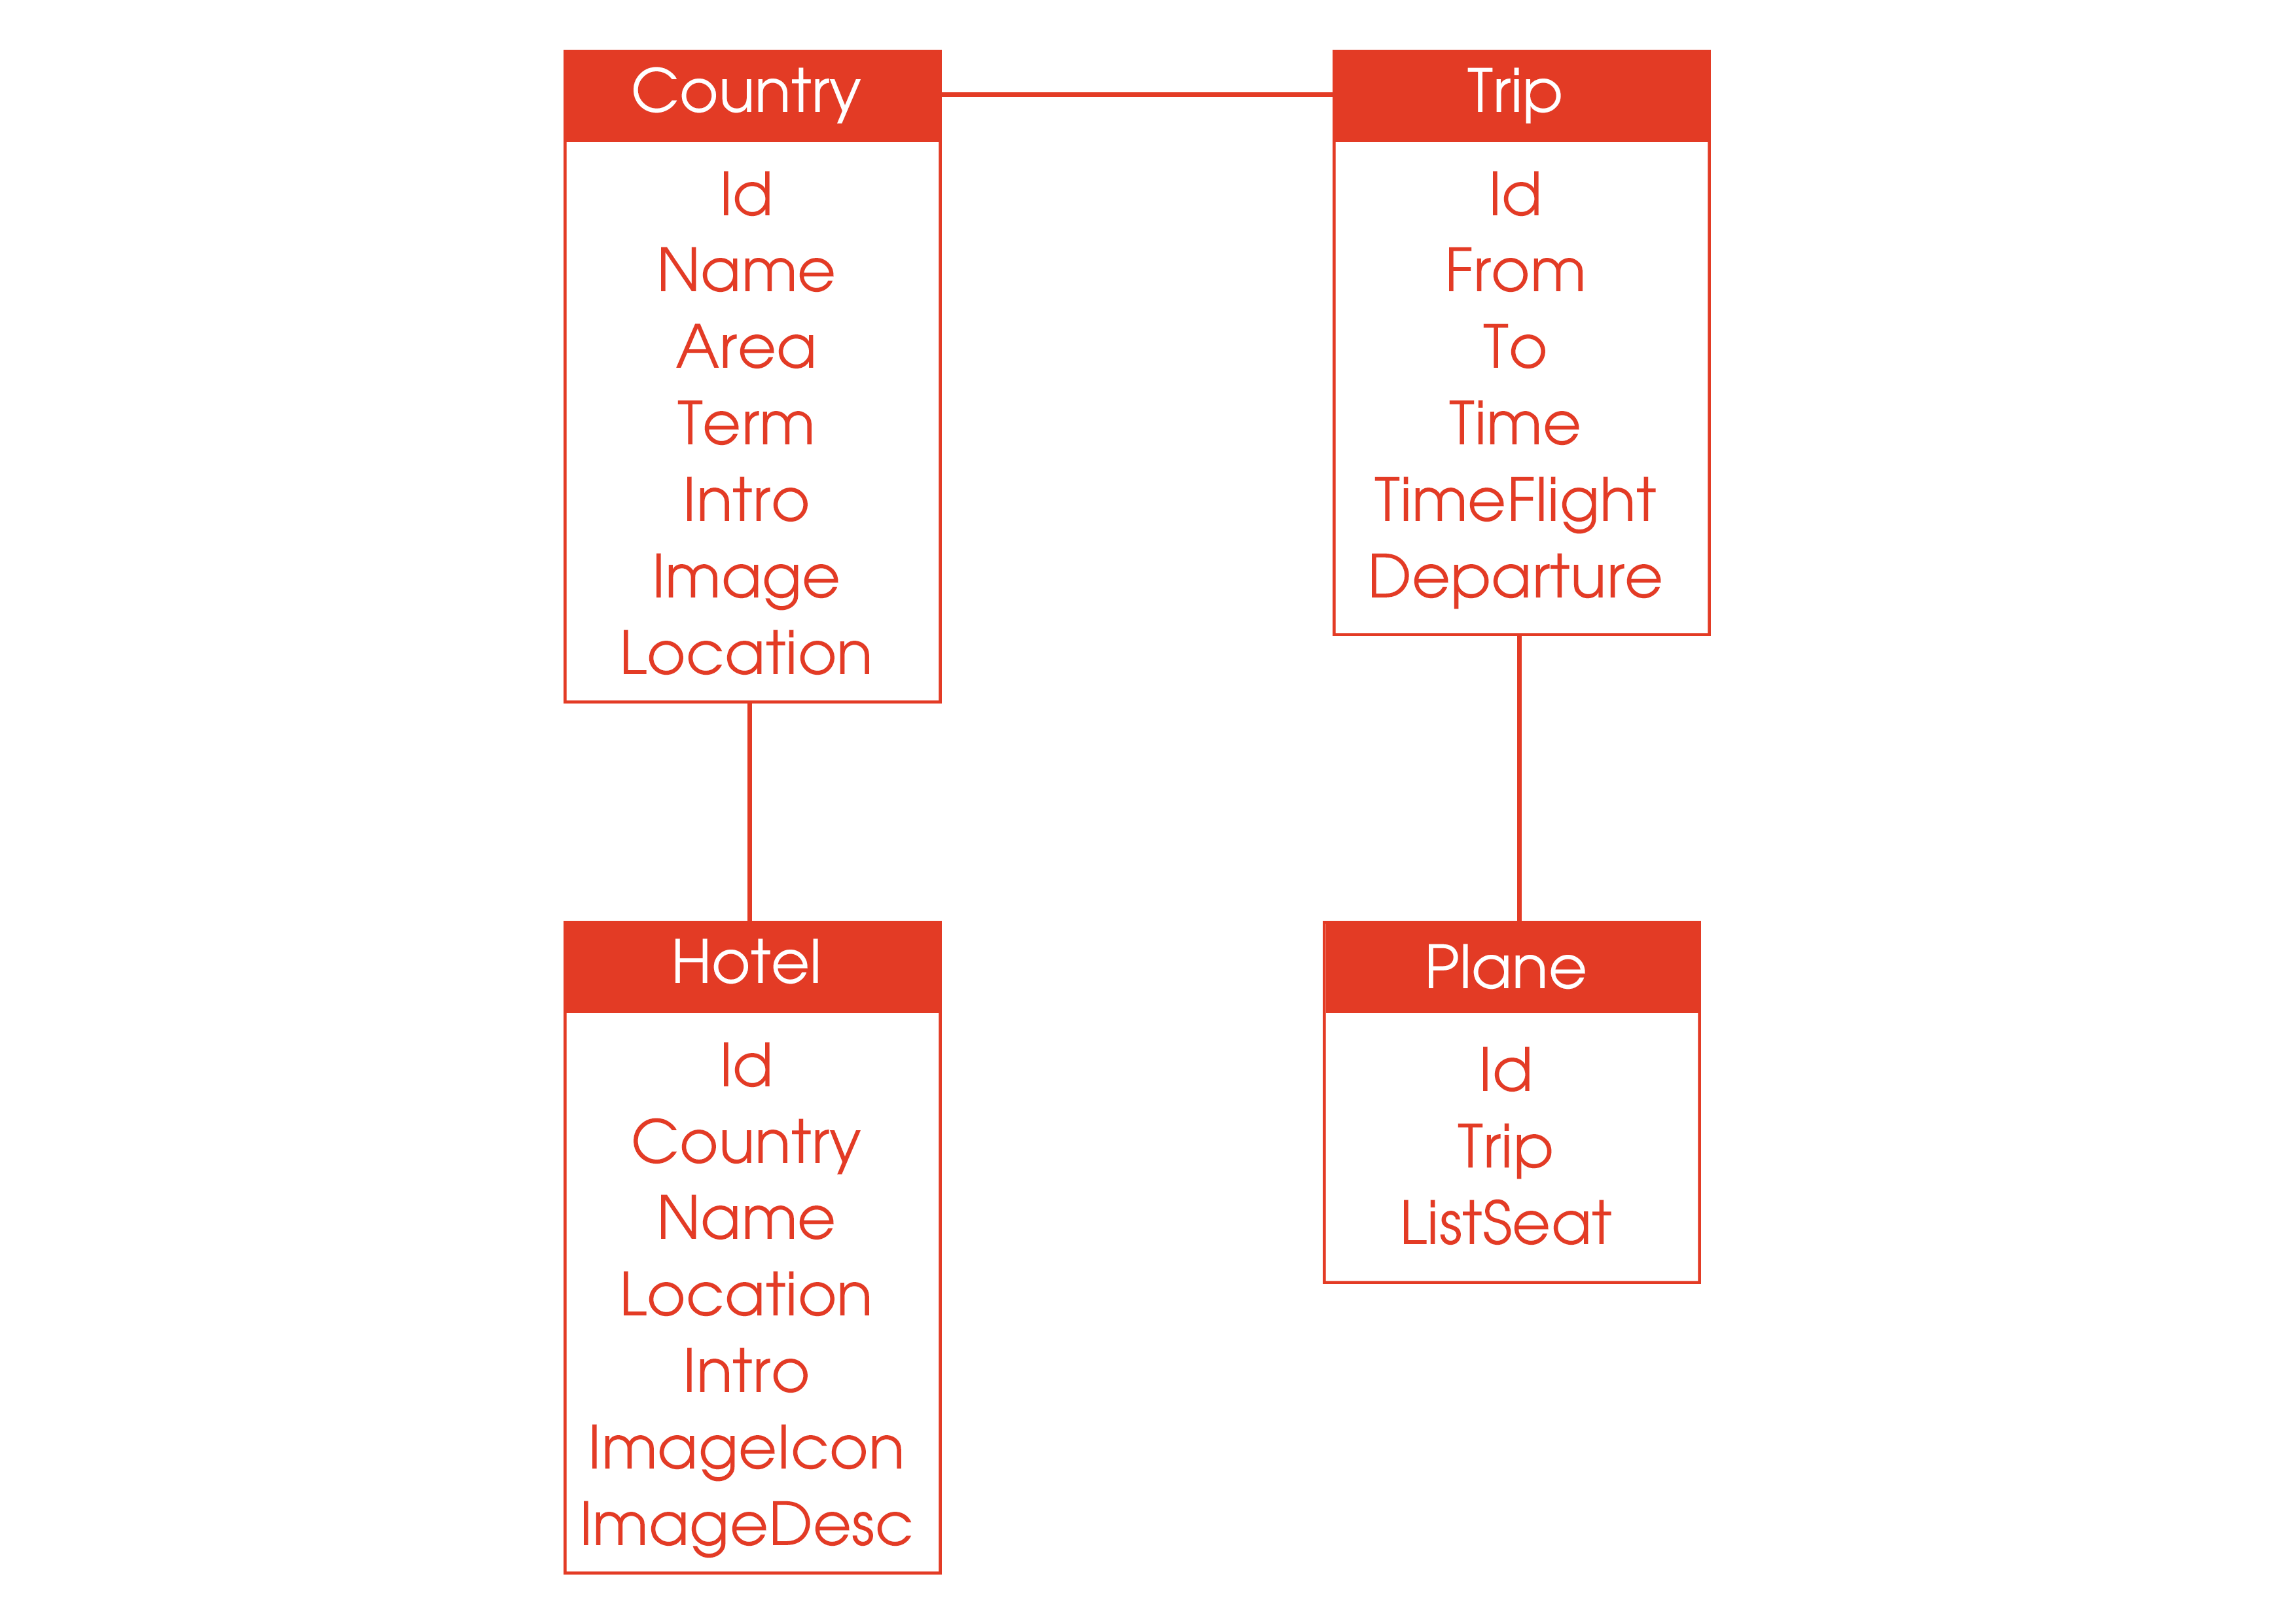 Country
Id
Name
Area
Term
Intro
Image
Location
Trip
Id
From
To
Time
TimeFlight
Departure
Hotel
Id
Country
Name
Location
Intro
ImageIcon
ImageDesc
Plane
Id
Trip
ListSeat